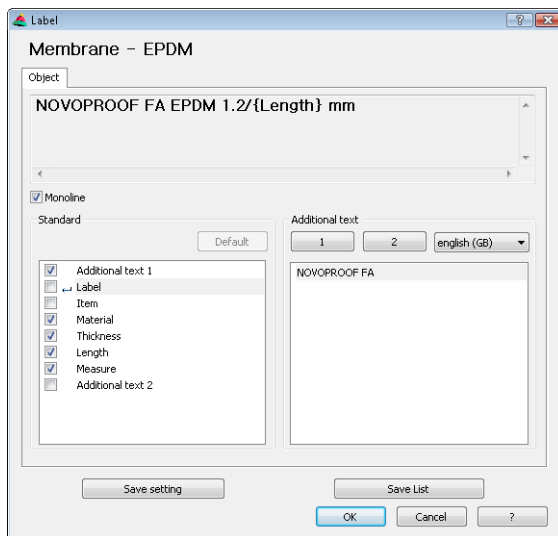 Label
Membrane - EPDM
Object
NOVOPROOF FA EPDM 1.2/{Length} mm
Monoline
Standard
Default
Additional text 1
Label
Item
Material
Thickness
Length
Measure
Additional text 2
Additional text
1 2 english (GB)
NOVOPROOF FA
Save setting Save List
OK Cancel ?